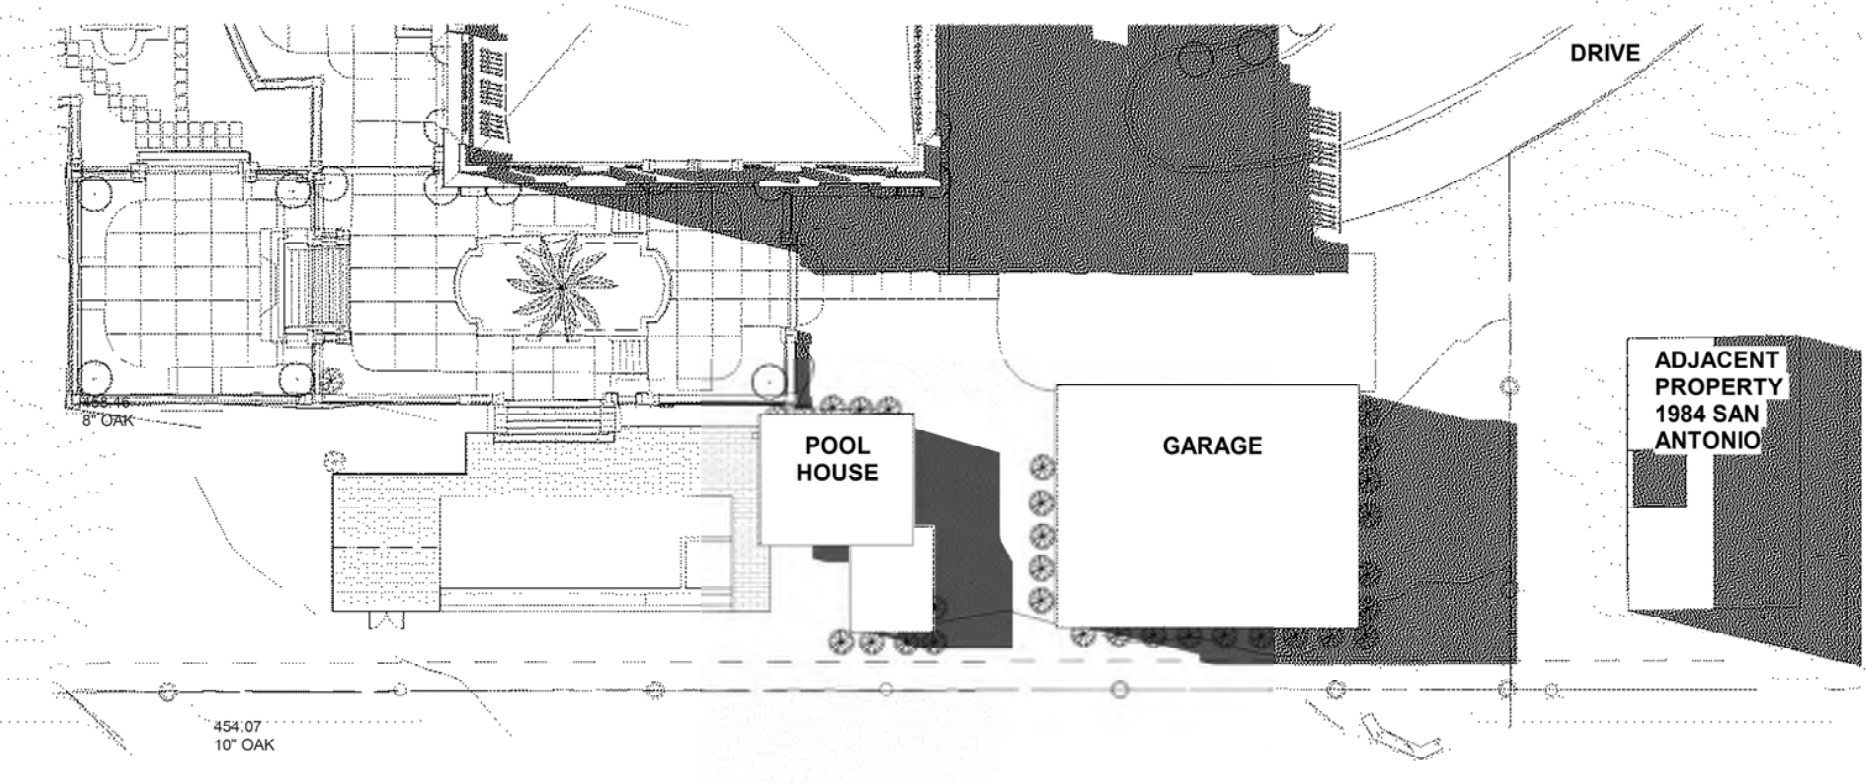 DRIVE
ADJACENT
PROPERTY
1984 SAN
ANTONIO
8" OAK
POOL
HOUSE
GARAGE
454.07
10" OAK